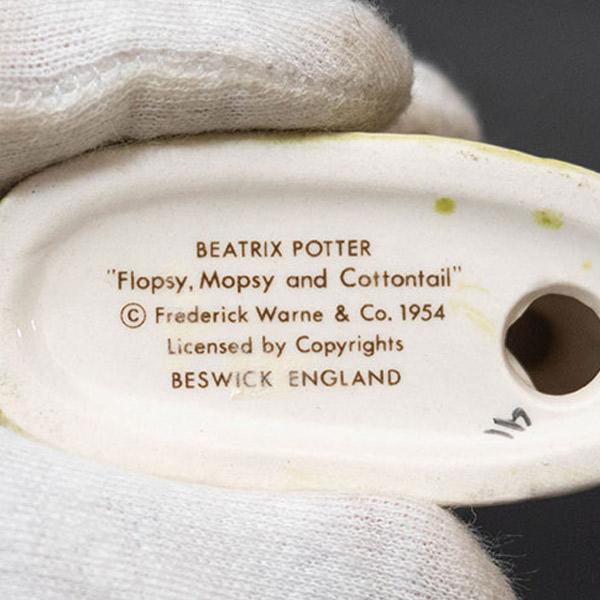 BEATRIX POTTER
"Flopsy, Mopsy and Cottontail"
© Frederick Warne & Co. 1954
Licensed by Copyrights
BESWICK ENGLAND